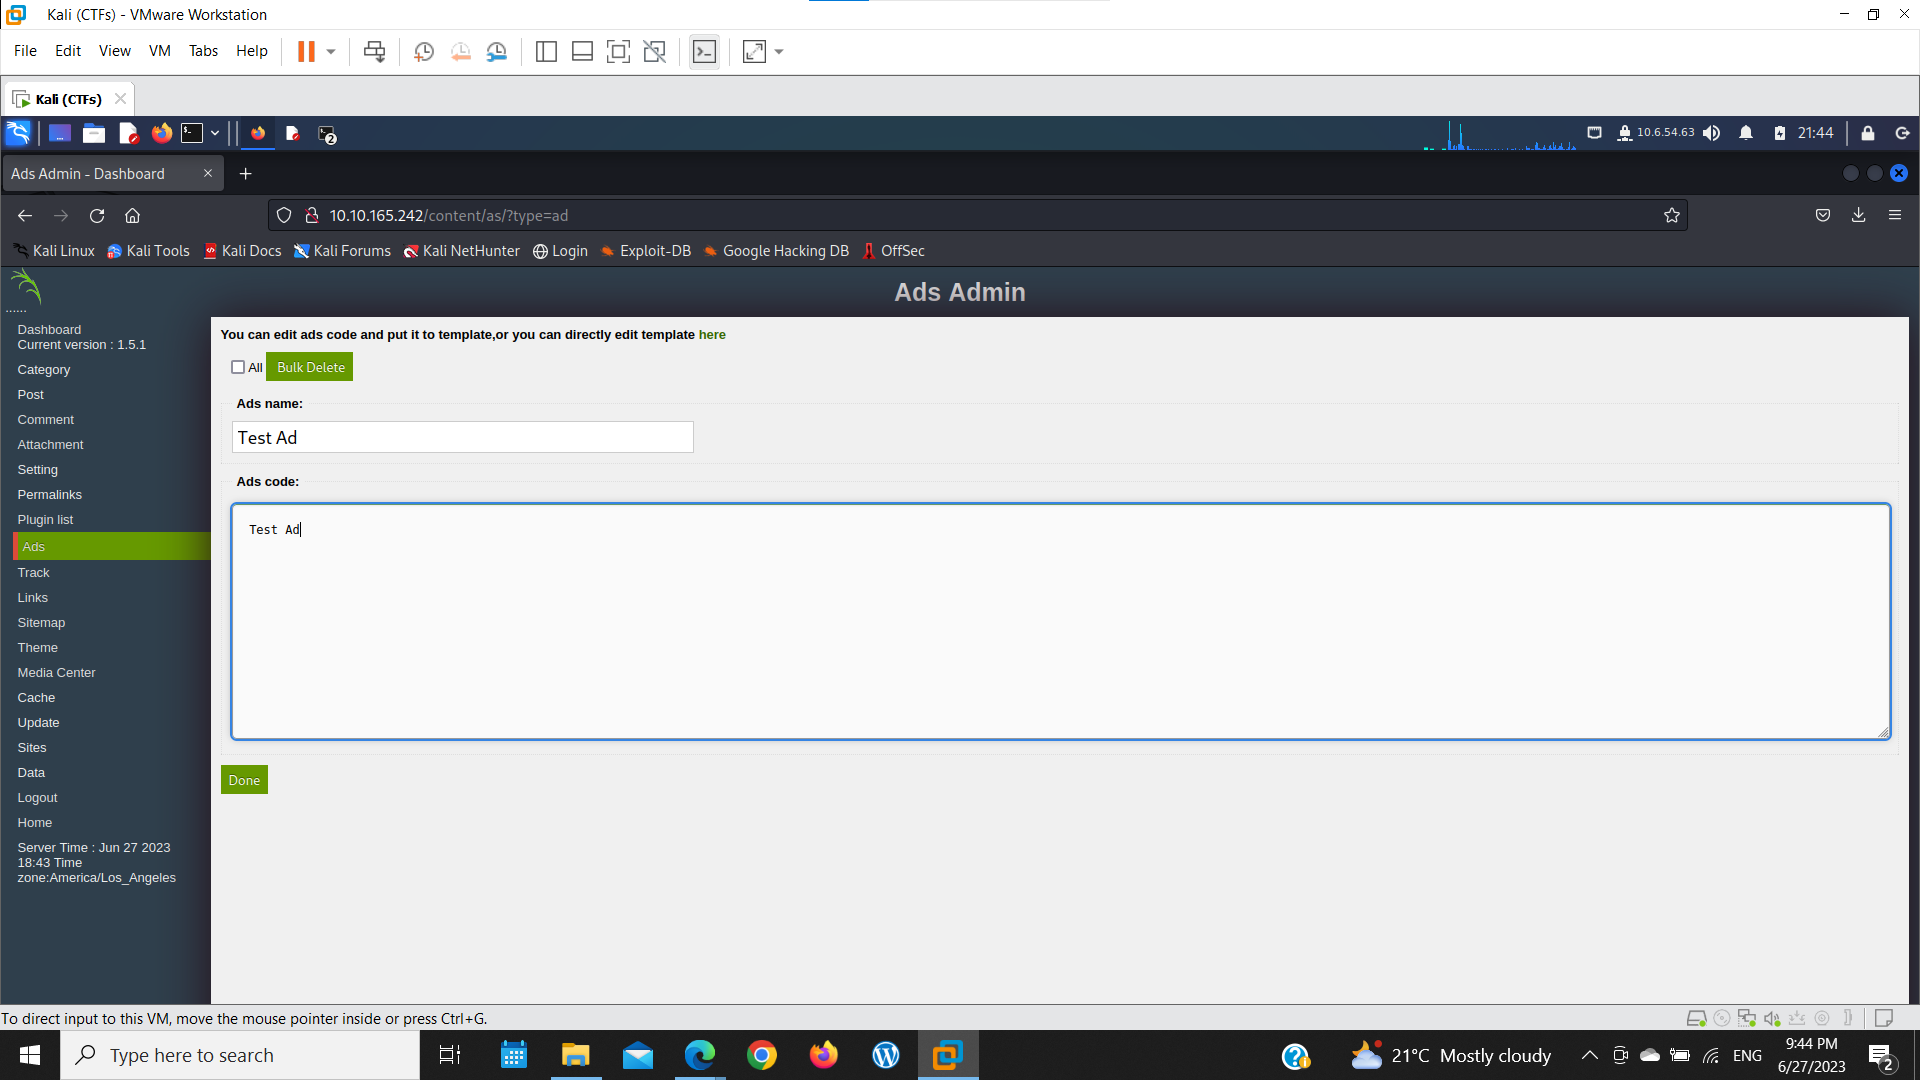 Kali (CTFs) - VMware Workstation
File Edit View VM Tabs Help
Kali (CTFs)
2 10.6.54.63 21:44
Ads Admin - Dashboard
10.10.165.242/content/as/?type=ad
Kali Linux Kali Tools Kali Docs Kali Forums Kali NetHunter Login Exploit-DB Google Hacking DB OffSec
Ads Admin
......
Dashboard
Current version : 1.5.1
Category
Post
Comment
Attachment
Setting
Permalinks
Plugin list
Ads
Track
Links
Sitemap
Theme
Media Center
Cache
Update
Sites
Data
Logout
Home
Server Time : Jun 27 2023
18:43 Time
zone:America/Los_Angeles
You can edit ads code and put it to template,or you can directly edit template here
All Bulk Delete
Ads name:
Test Ad
Ads code:
Test Ad
Done
To direct input to this VM, move the mouse pointer inside or press Ctrl+G.
Type here to search
21°C Mostly cloudy
ENG
9:44 PM
6/27/2023
2